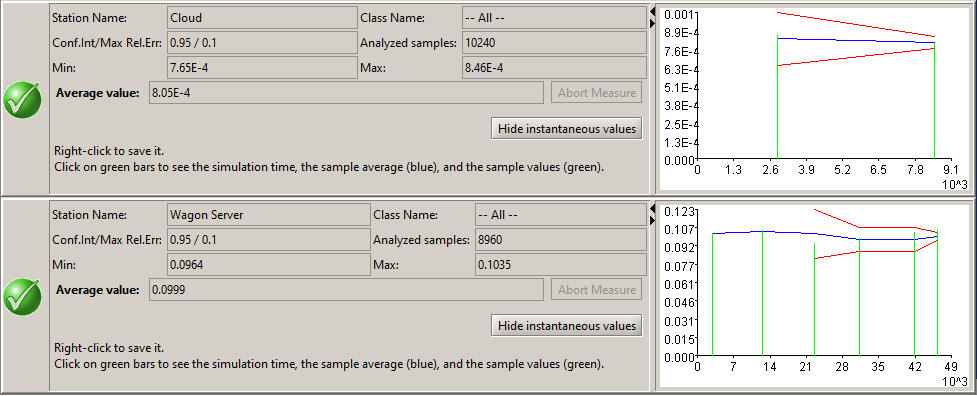 Station Name: Cloud Class Name: -- All --
Conf.Int/Max Rel.Err: 0.95 / 0.1 Analyzed samples: 10240
Min: 7.65E-4 Max: 8.46E-4
Average value: 8.05E-4 Abort Measure
Hide instantaneous values
Right-click to save it.
Click on green bars to see the simulation time, the sample average (blue), and the sample values (green).
0.001
8.9E-4
7.6E-4
6.3E-4
5.1E-4
3.8E-4
2.5E-4
1.3E-4
0.000
0 1.3 2.6 3.9 5.2 6.5 7.8 9.1
10^3
Station Name: Wagon Server Class Name: -- All --
Conf.Int/Max Rel.Err: 0.95 / 0.1 Analyzed samples: 8960
Min: 0.0964 Max: 0.1035
Average value: 0.0999 Abort Measure
Hide instantaneous values
Right-click to save it.
Click on green bars to see the simulation time, the sample average (blue), and the sample values (green).
0.123
0.107
0.092
0.077
0.061
0.046
0.031
0.015
0.000
0 7 14 21 28 35 42 49
10^3